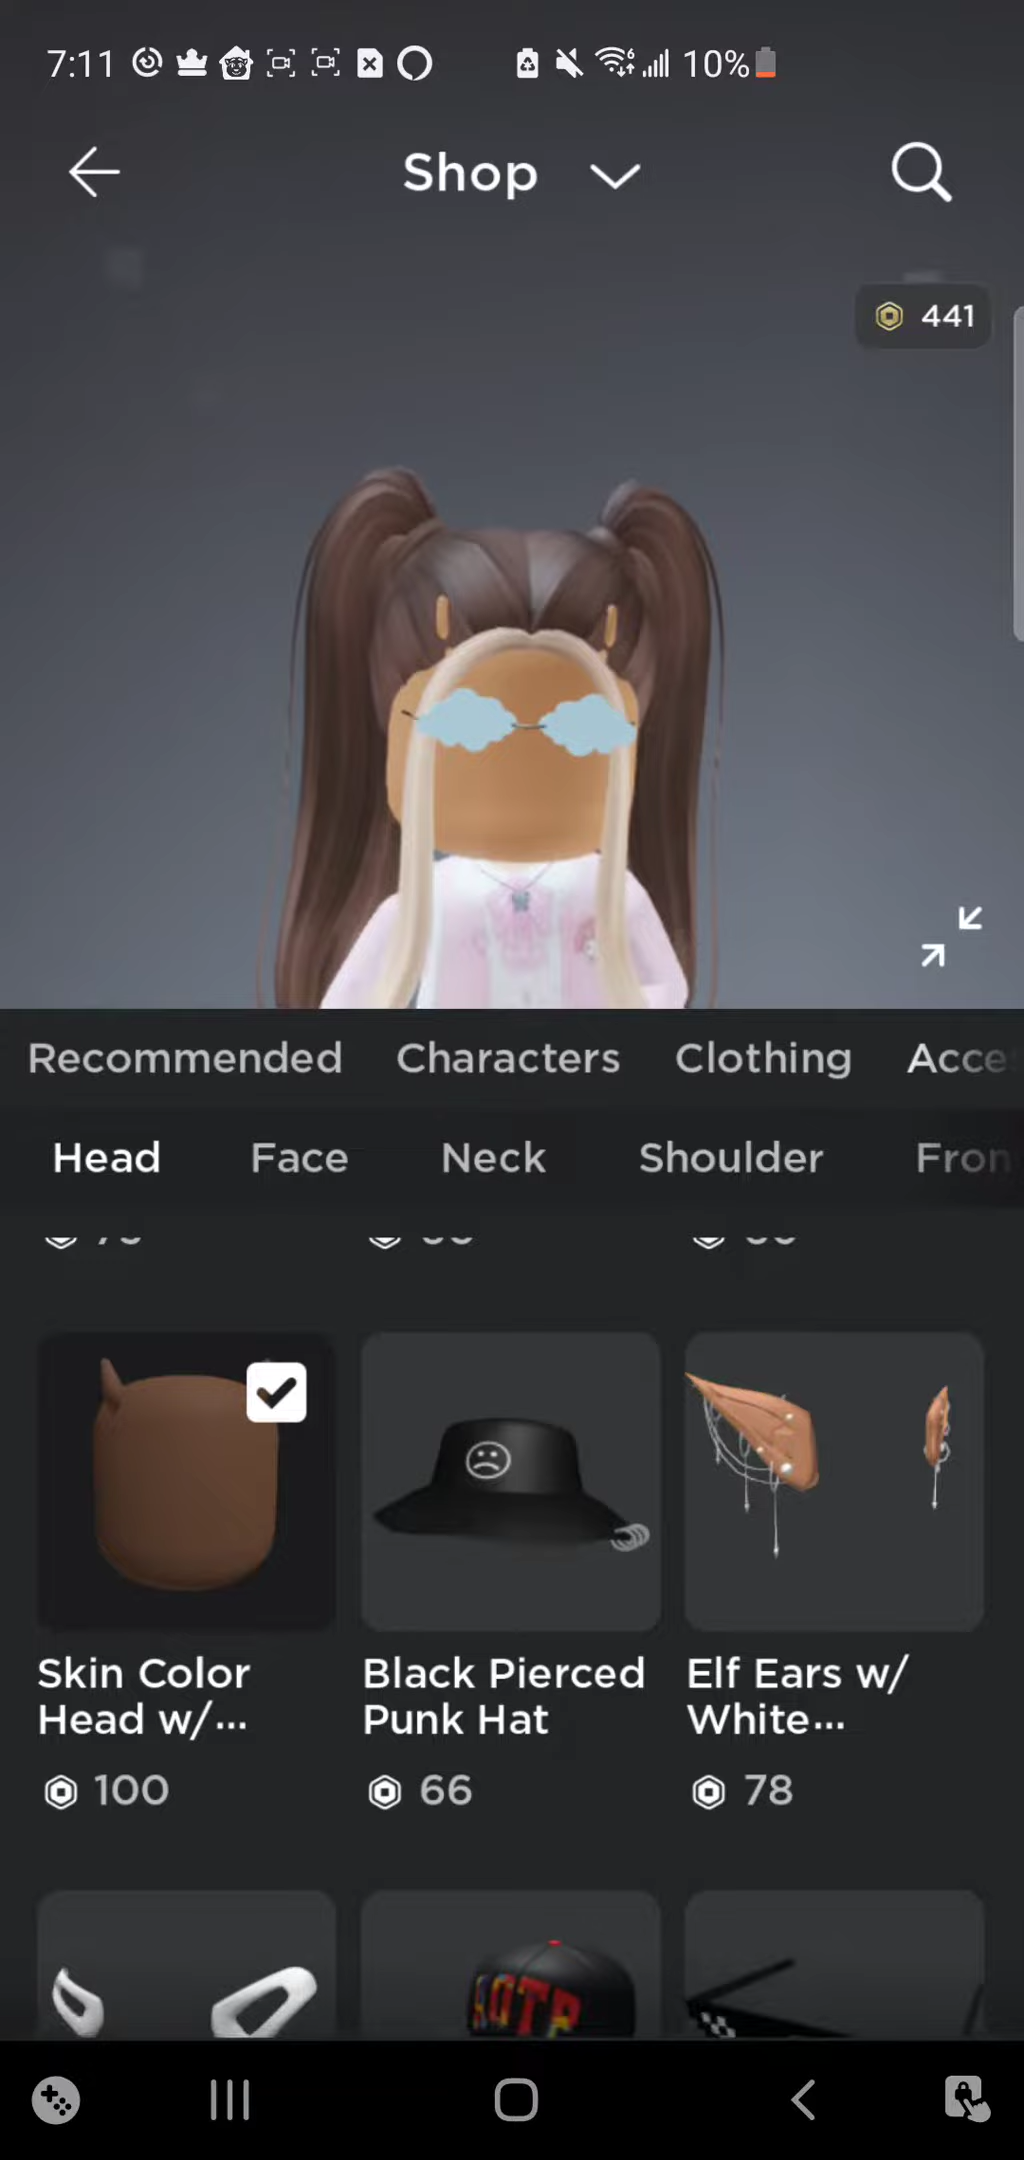 7:11
10%
Shop
441
Recommended Characters Clothing
Head Face Neck Shoulder
Skin Color
Head w/...
100
Black Pierced
Punk Hat
66
Elf Ears w/
White...
78